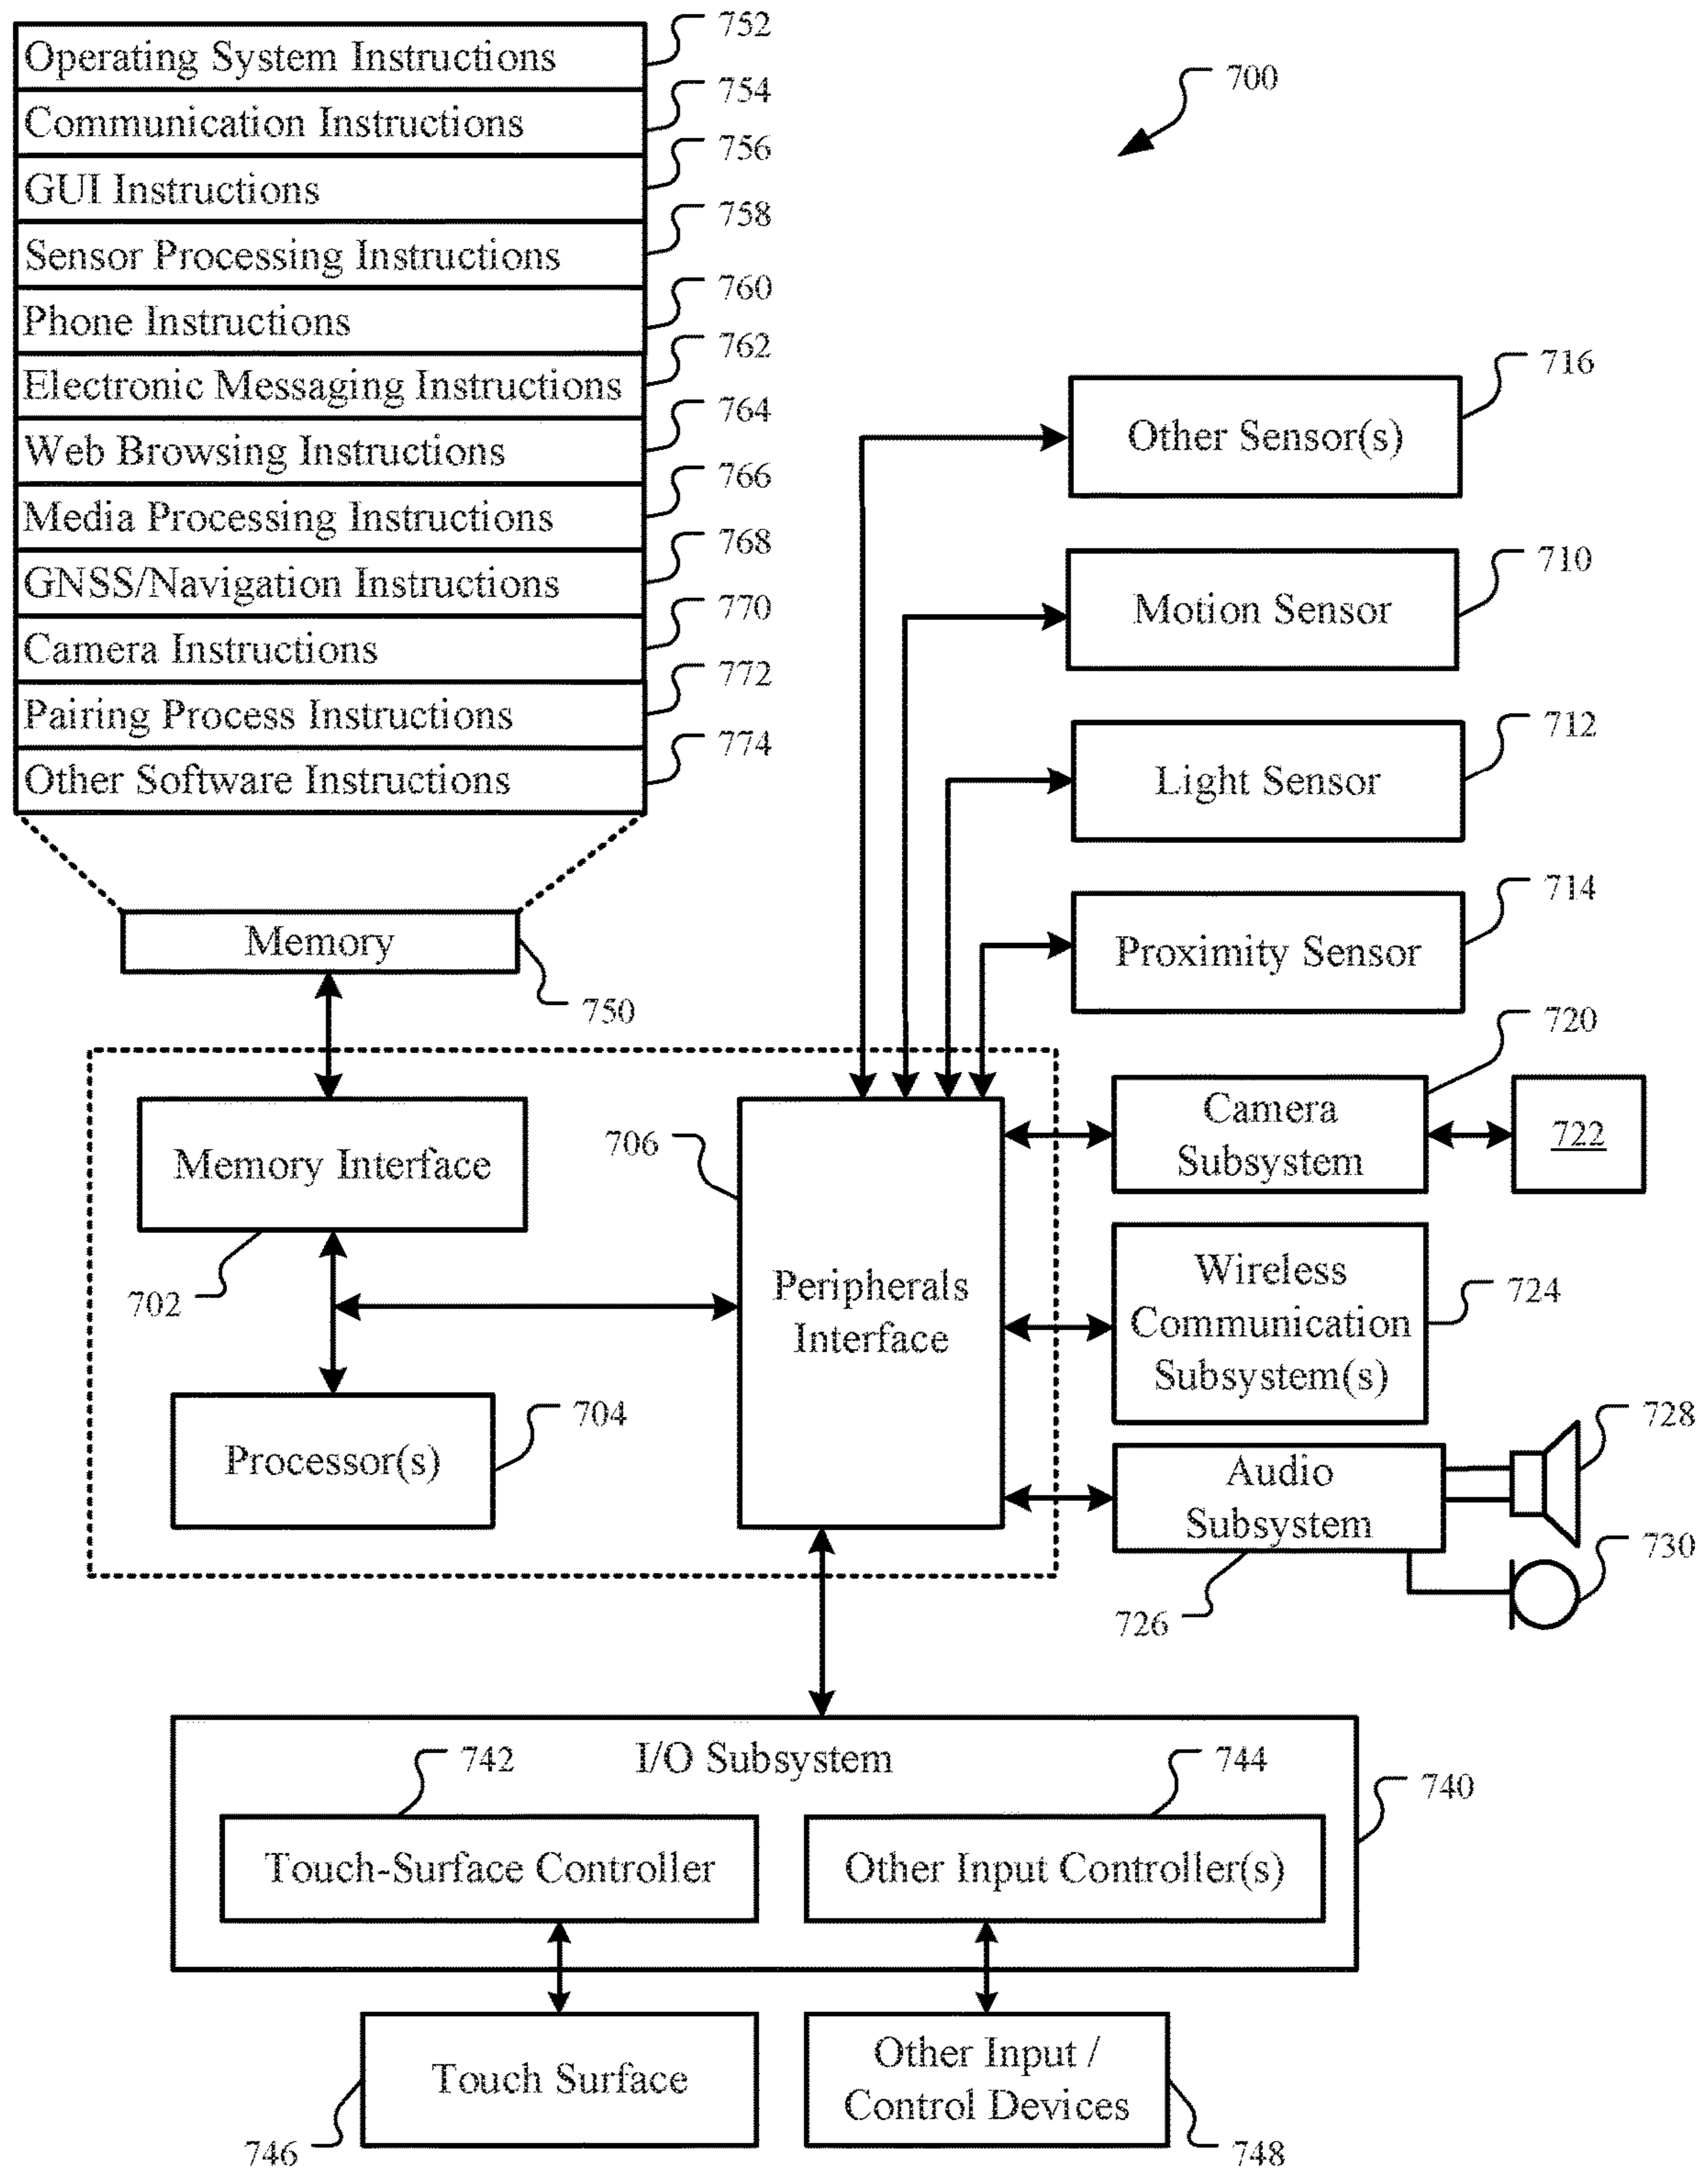 752
Operating System Instructions
700
754
Communication Instructions
756
GUI Instructions
758
Sensor Processing Instructions
760
Phone Instructions
762
Electronic Messaging Instructions
764
Web Browsing Instructions
766
Media Processing Instructions
768
GNSS/Navigation Instructions
770
Camera Instructions
772
Pairing Process Instructions
774
Other Software Instructions
Memory
750
716
Other Sensor(s)
710
Motion Sensor
712
Light Sensor
714
Proximity Sensor
720
Camera
Subsystem
722
706
Memory Interface
702
Peripherals
Interface
Wireless
Communication
Subsystem(s)
724
704
Processor(s)
728
Audio
Subsystem
726
730
I/O Subsystem
742
744
740
Touch-Surface Controller
Other Input Controller(s)
Touch Surface
746
Other Input /
Control Devices
748